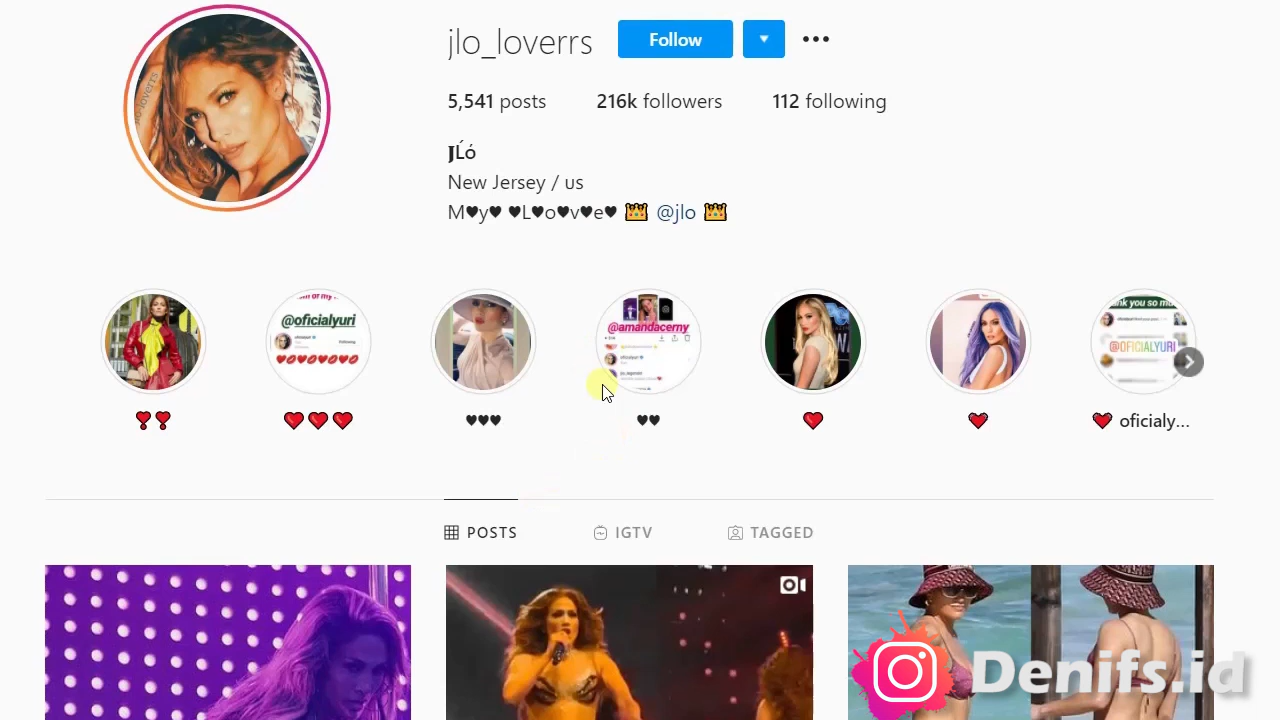 jlo_loverrs Follow
5,541 posts 216k followers 112 following
JĹó
New Jersey / us
M♥y♥ ♥L♥o♥v♥e♥ 👑 @jlo 👑
@oficialyuri
@amandacerny
@OFICIALYURI
❣❣ ❤❤❤ ♥♥♥ ♥♥ ❤ 💓 💓 oficialy...
POSTS IGTV TAGGED
Denifs.id